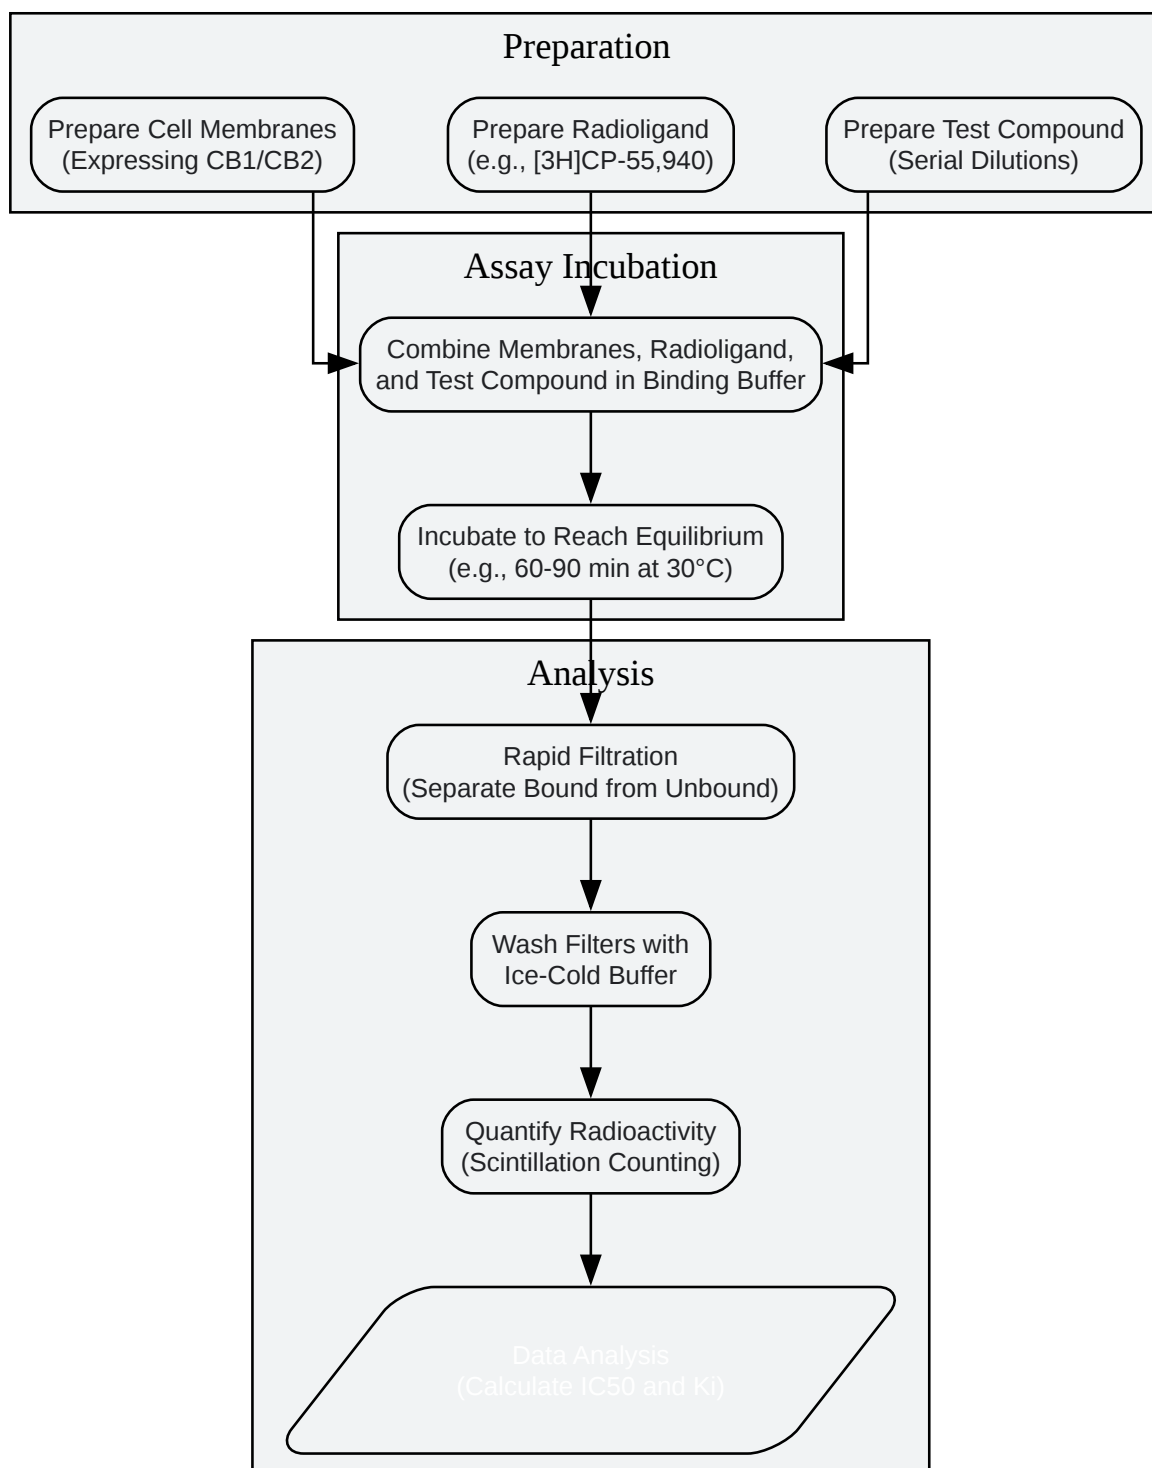 Preparation
Prepare Cell Membranes
(Expressing CB1/CB2)
Prepare Radioligand
(e.g., [3H]CP-55,940)
Prepare Test Compound
(Serial Dilutions)
Assay Incubation
Combine Membranes, Radioligand,
and Test Compound in Binding Buffer
Incubate to Reach Equilibrium
(e.g., 60-90 min at 30°C)
Analysis
Rapid Filtration
(Separate Bound from Unbound)
Wash Filters with
Ice-Cold Buffer
Quantify Radioactivity
(Scintillation Counting)
Data Analysis
(Calculate IC50 and Ki)